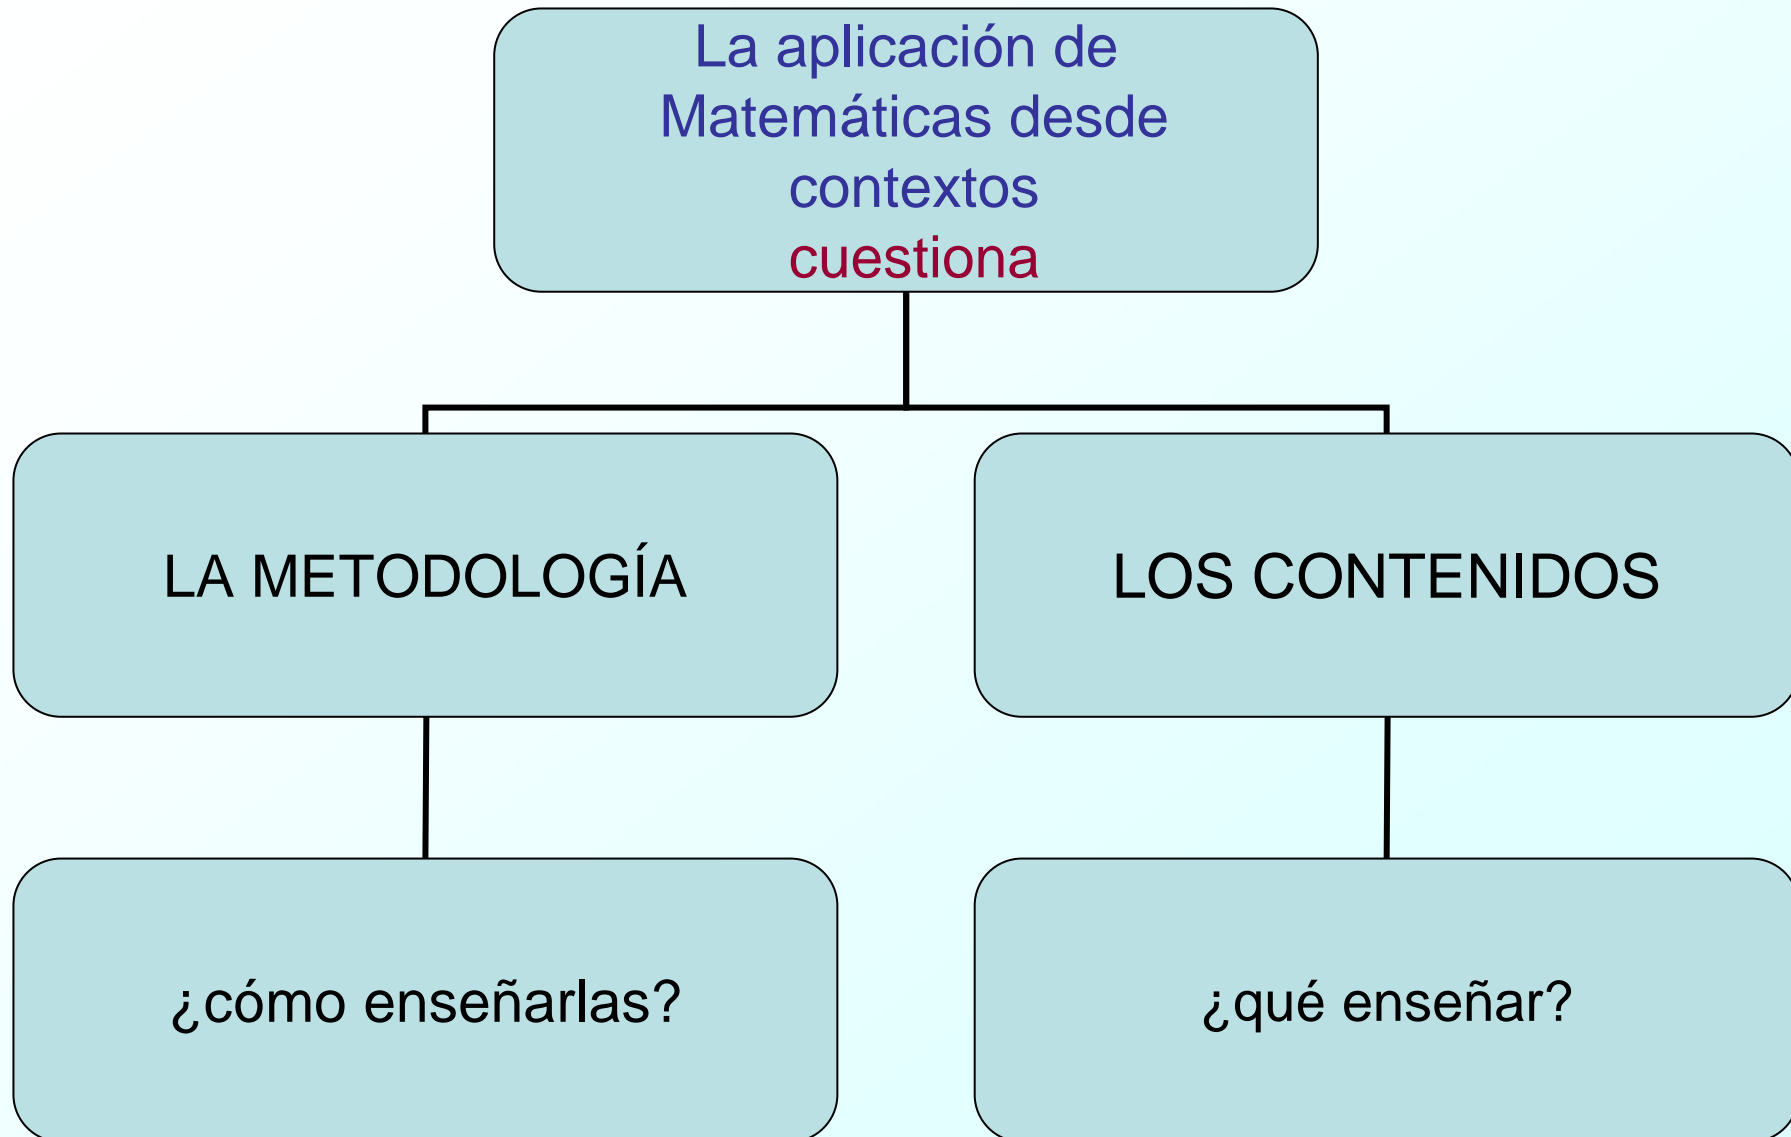 La aplicación de
Matemáticas desde
contextos
cuestiona
LA METODOLOGÍA
LOS CONTENIDOS
¿cómo enseñarlas?
¿qué enseñar?